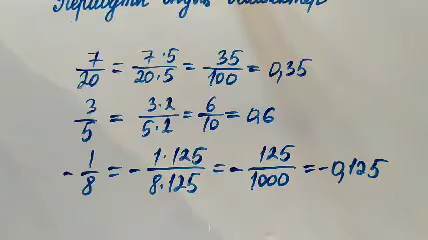 7/20 = 7·5/20·5 = 35/100 = 0,35
3/5 = 3·2/5·2 = 6/10 = 0,6
-1/8 = -1·125/8·125 = -125/1000 = -0,125